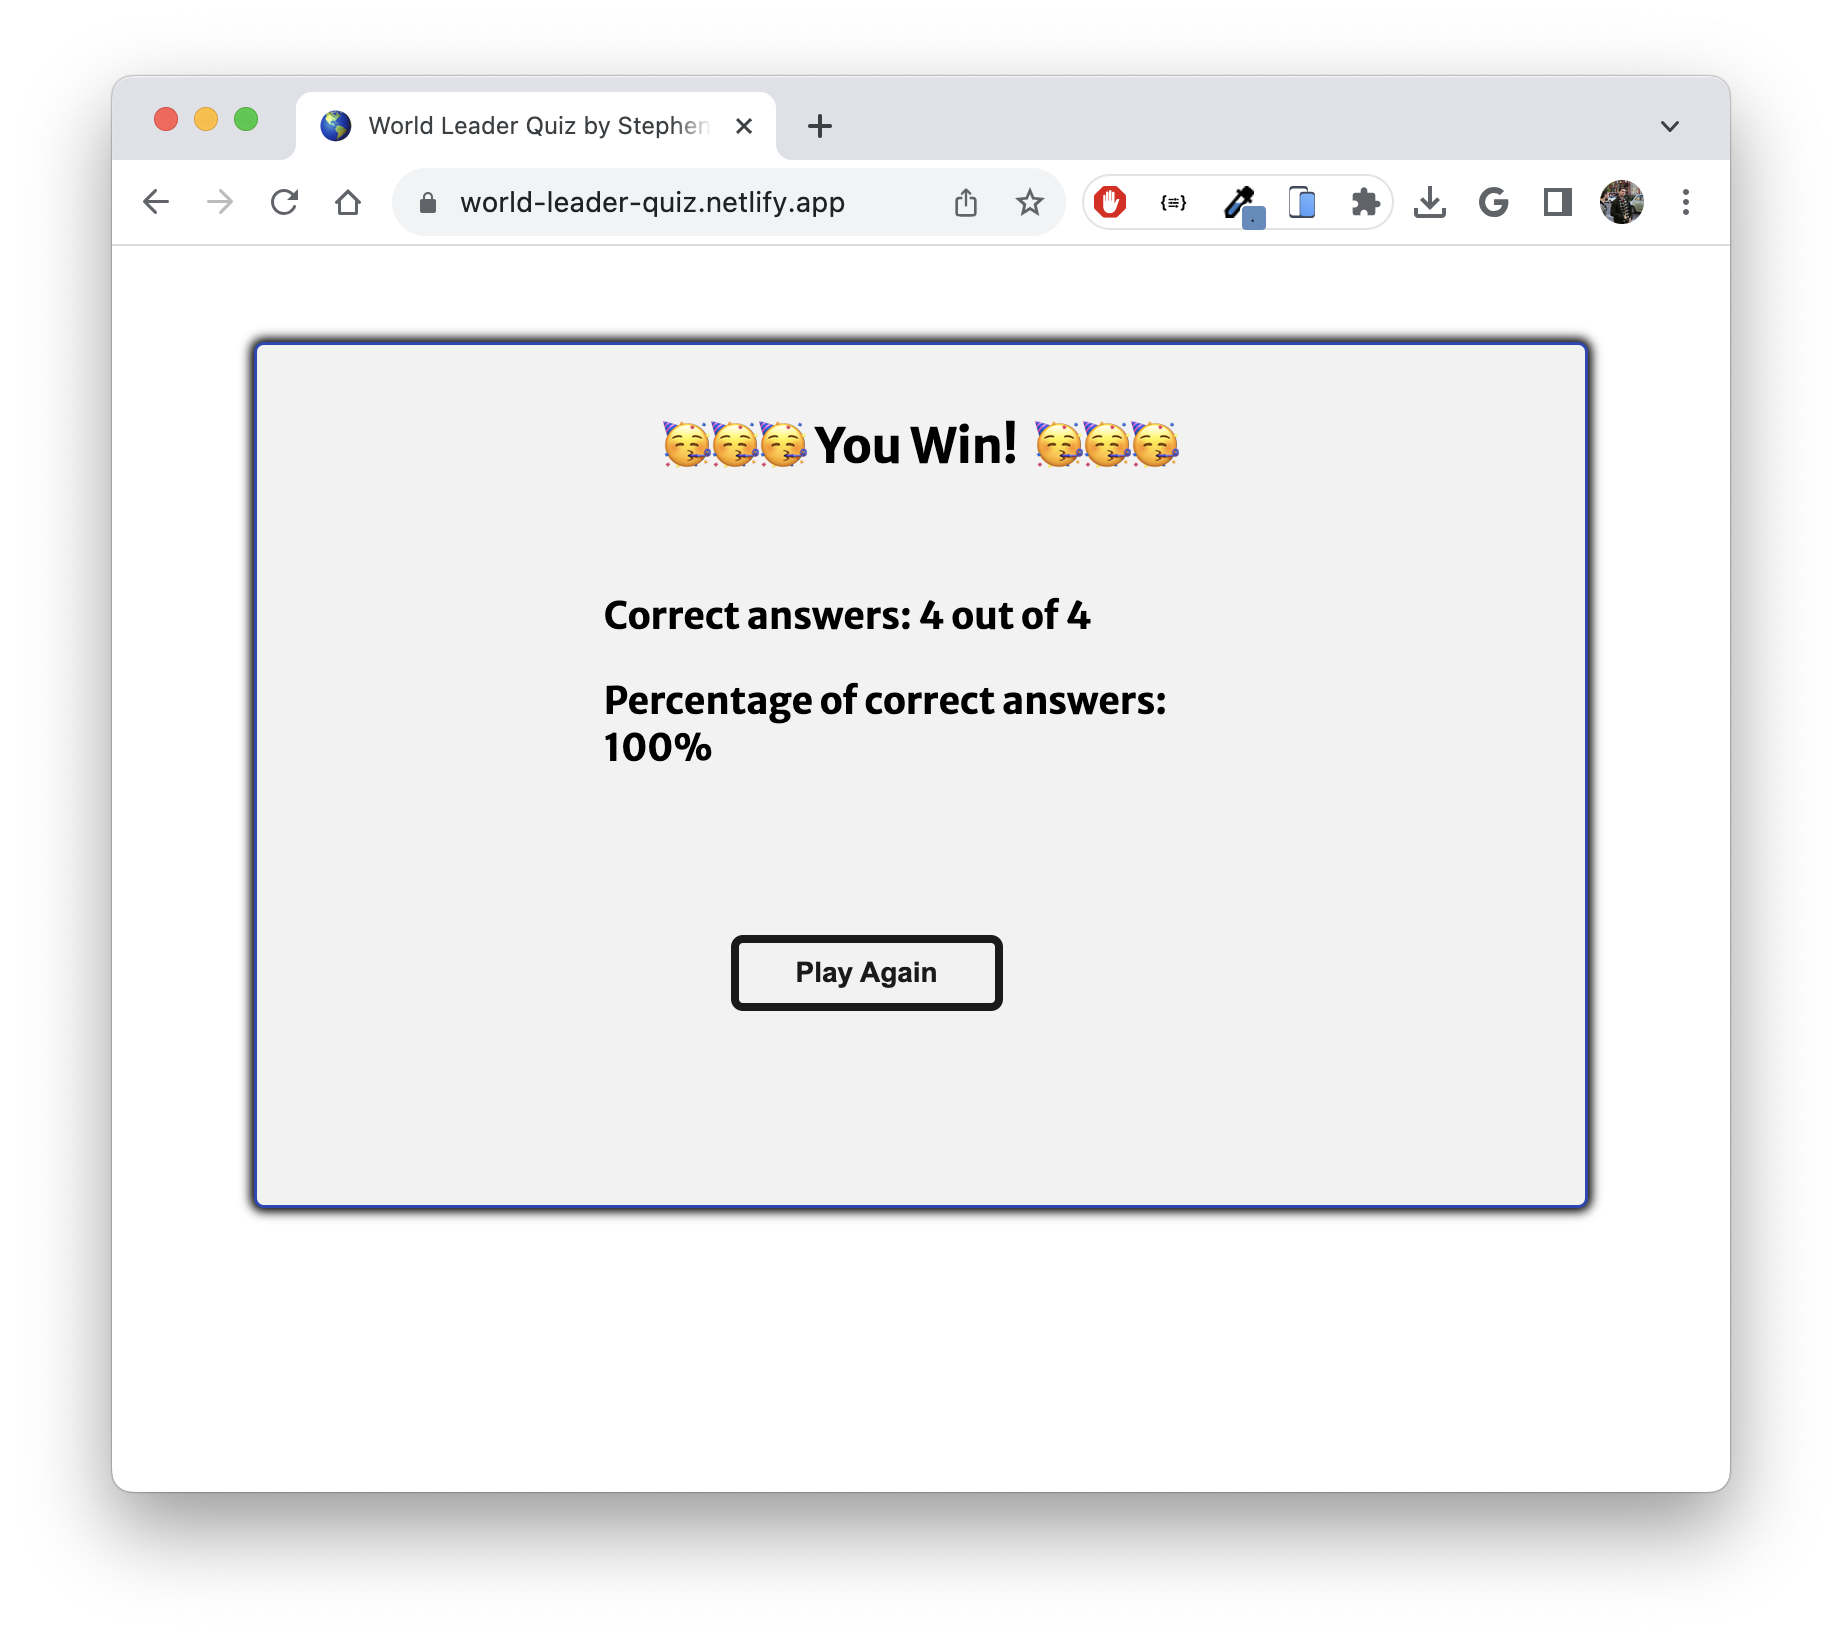 World Leader Quiz by Stephen
world-leader-quiz.netlify.app
🥳🥳🥳 You Win! 🥳🥳🥳
Correct answers: 4 out of 4
Percentage of correct answers:
100%
Play Again